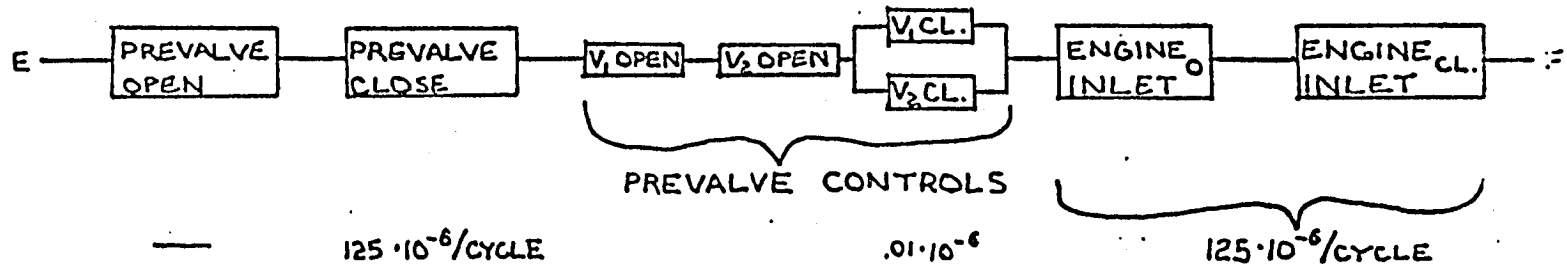 E
PREVALVE OPEN
PREVALVE CLOSE
V₁ OPEN
V₂ OPEN
V₁ CL.
V₂ CL.
ENGINE O
INLET
ENGINE CL.
INLET
PREVALVE CONTROLS
— 125·10⁻⁶/CYCLE .01·10⁻⁶ 125·10⁻⁶/CYCLE